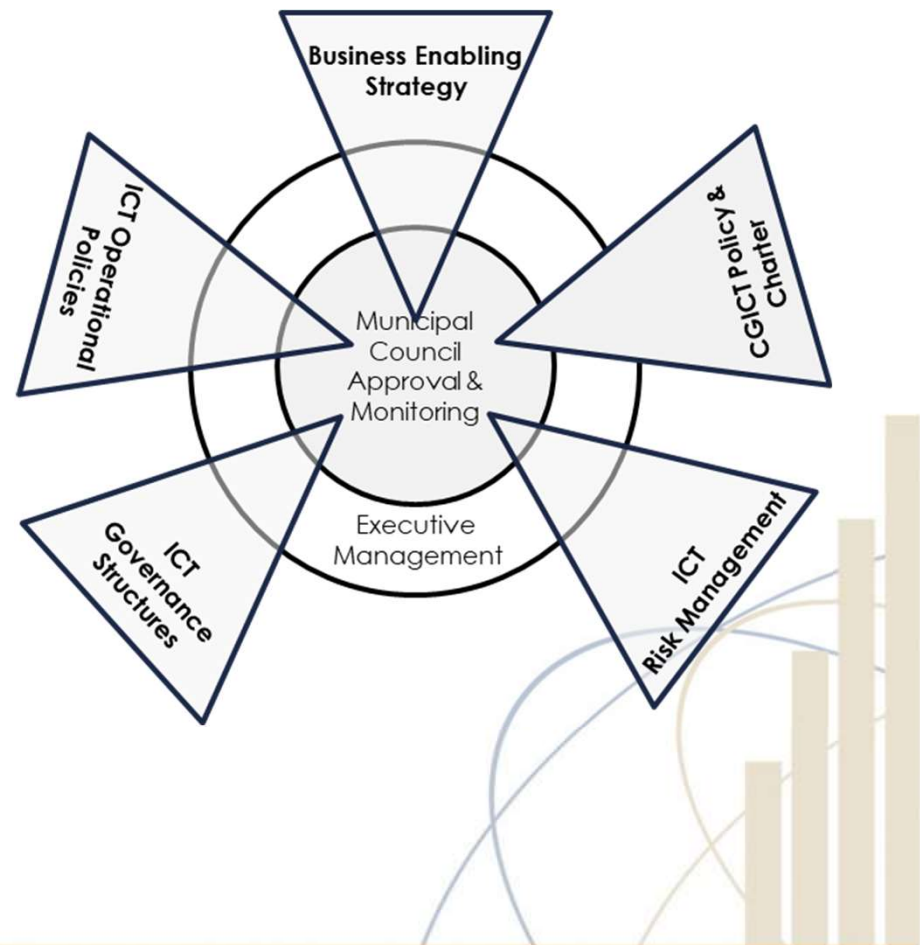 Business Enabling
Strategy
CGICT Policy &
Charter
ICT
Risk Management
ICT
Governance
Structures
ICT Operational
Policies
Municipal
Council
Approval &
Monitoring
Executive
Management